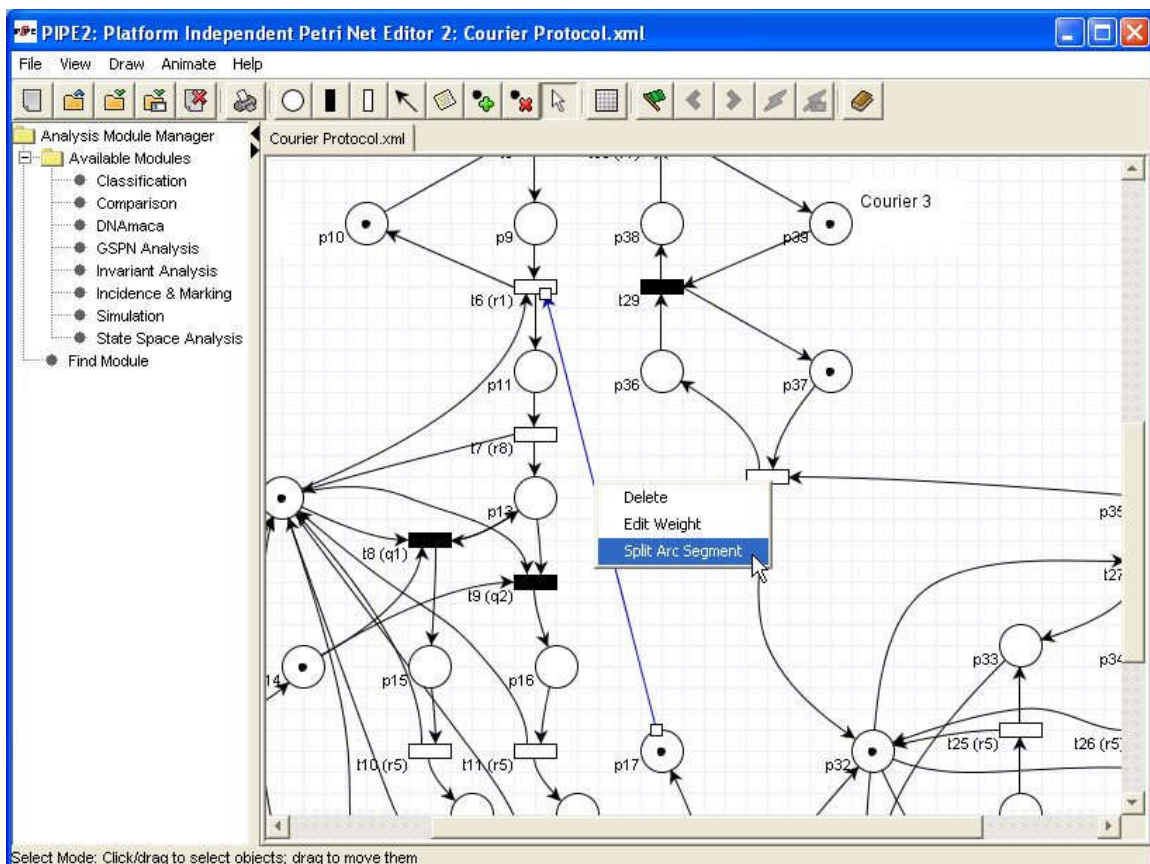 PIPE2: Platform Independent Petri Net Editor 2: Courier Protocol.xml
File View Draw Animate Help
Analysis Module Manager
Available Modules
Classification
Comparison
DNAmaca
GSPN Analysis
Invariant Analysis
Incidence & Marking
Simulation
State Space Analysis
Find Module
Courier Protocol.xml
Courier 3
p10
p9
p38
p39
t6 (r1)
t29
p11
p36
p37
t7 (r8)
p13
p35
t8 (q1)
t9 (q2)
Delete
Edit Weight
Split Arc Segment
t27
14
p15
p16
p33
p34
t10 (r5)
t11 (r5)
p17
p32
t25 (r5)
t26 (r5)
Select Mode: Click/drag to select objects; drag to move them